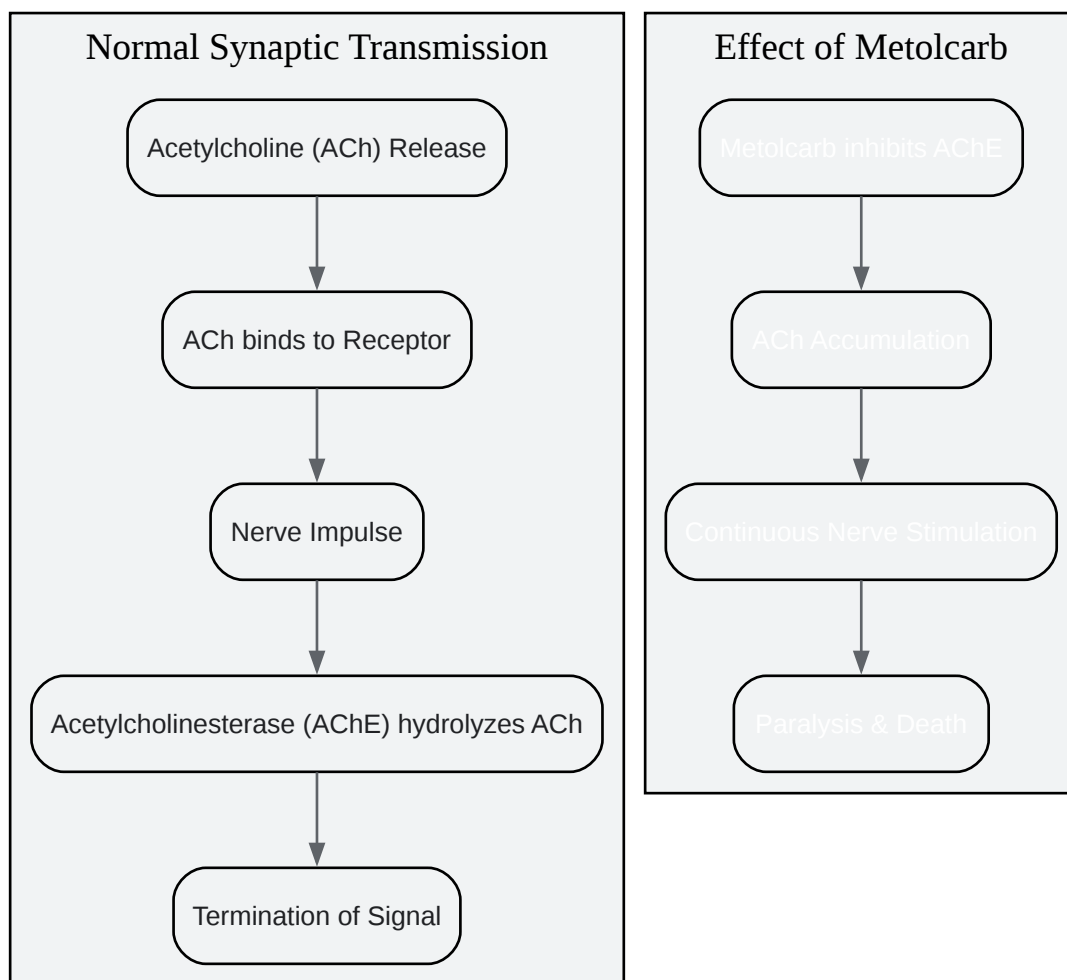 Normal Synaptic Transmission
Acetylcholine (ACh) Release
ACh binds to Receptor
Nerve Impulse
Acetylcholinesterase (AChE) hydrolyzes ACh
Termination of Signal
Effect of Metolcarb
Metolcarb inhibits AChE
ACh Accumulation
Continuous Nerve Stimulation
Paralysis & Death